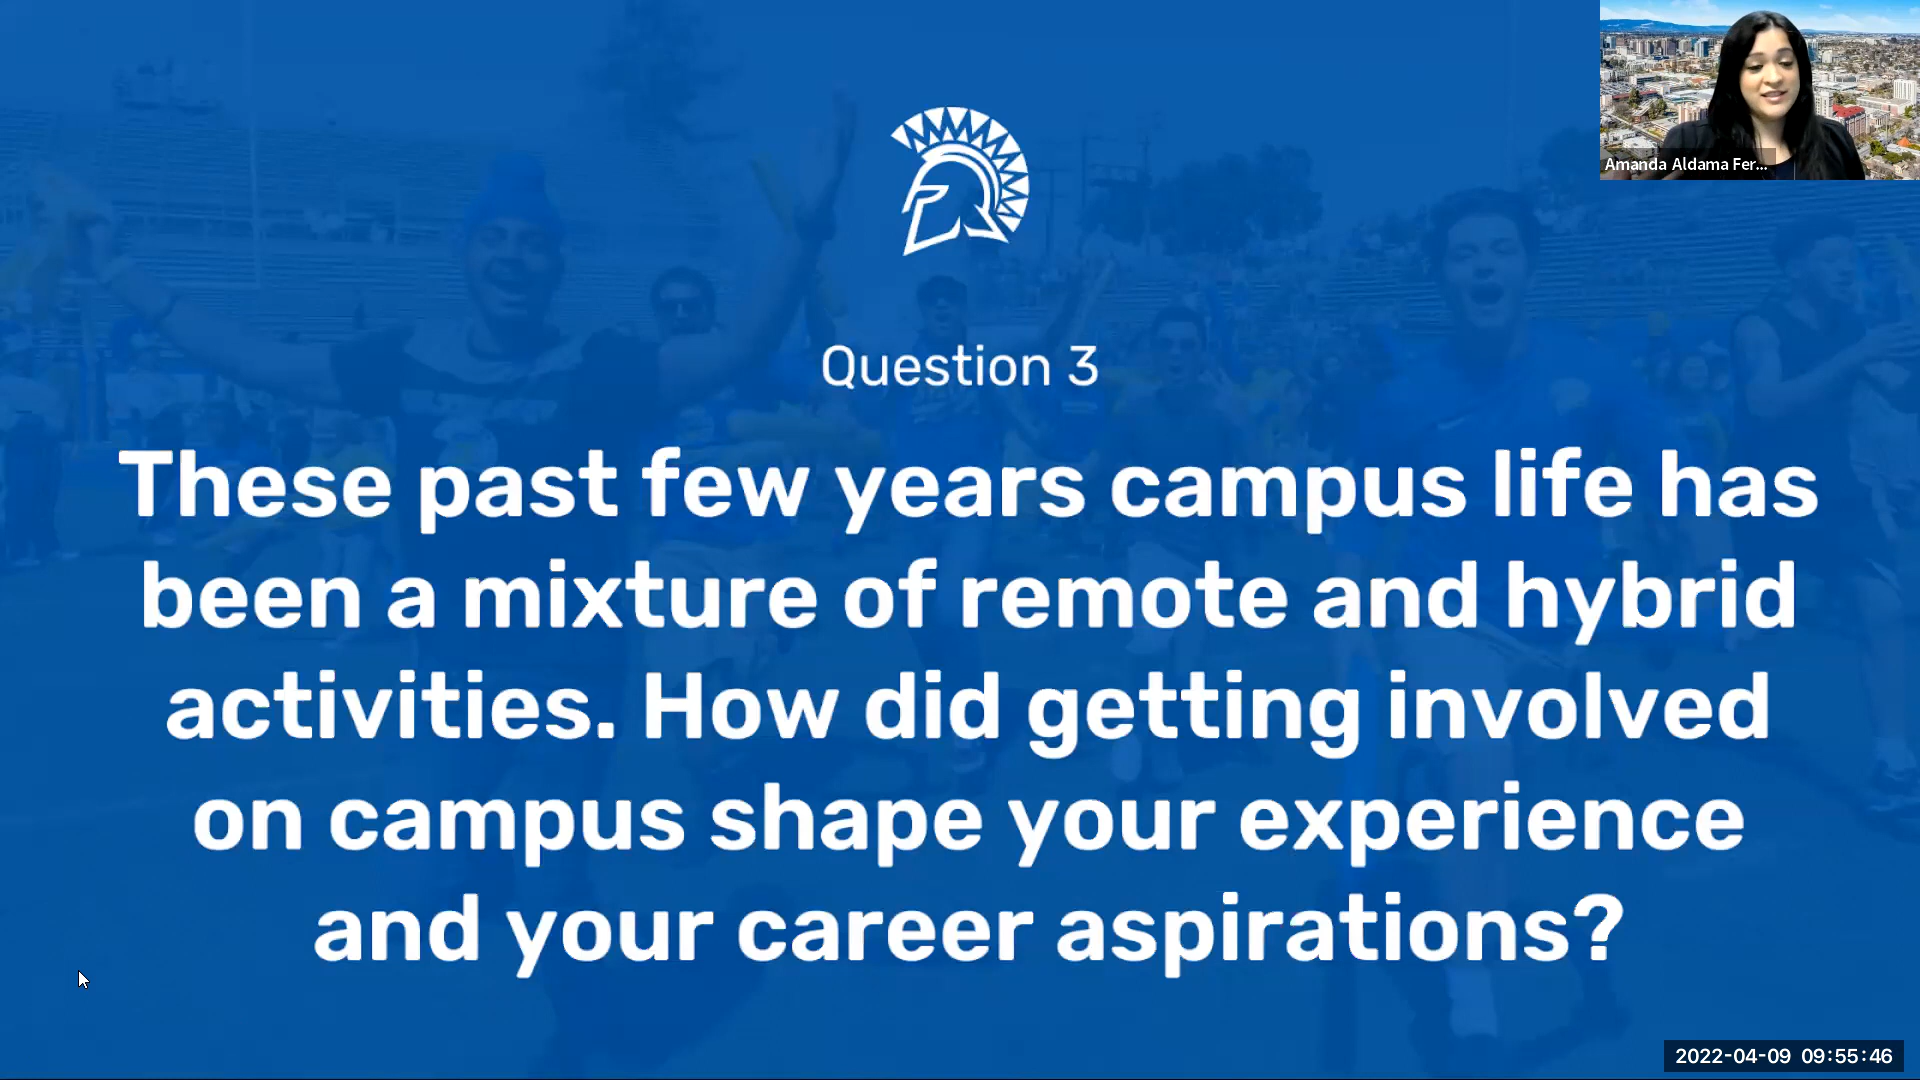 Amanda Aldama Fer...
Question 3
These past few years campus life has
been a mixture of remote and hybrid
activities. How did getting involved
on campus shape your experience
and your career aspirations?
2022-04-09 09:55:46